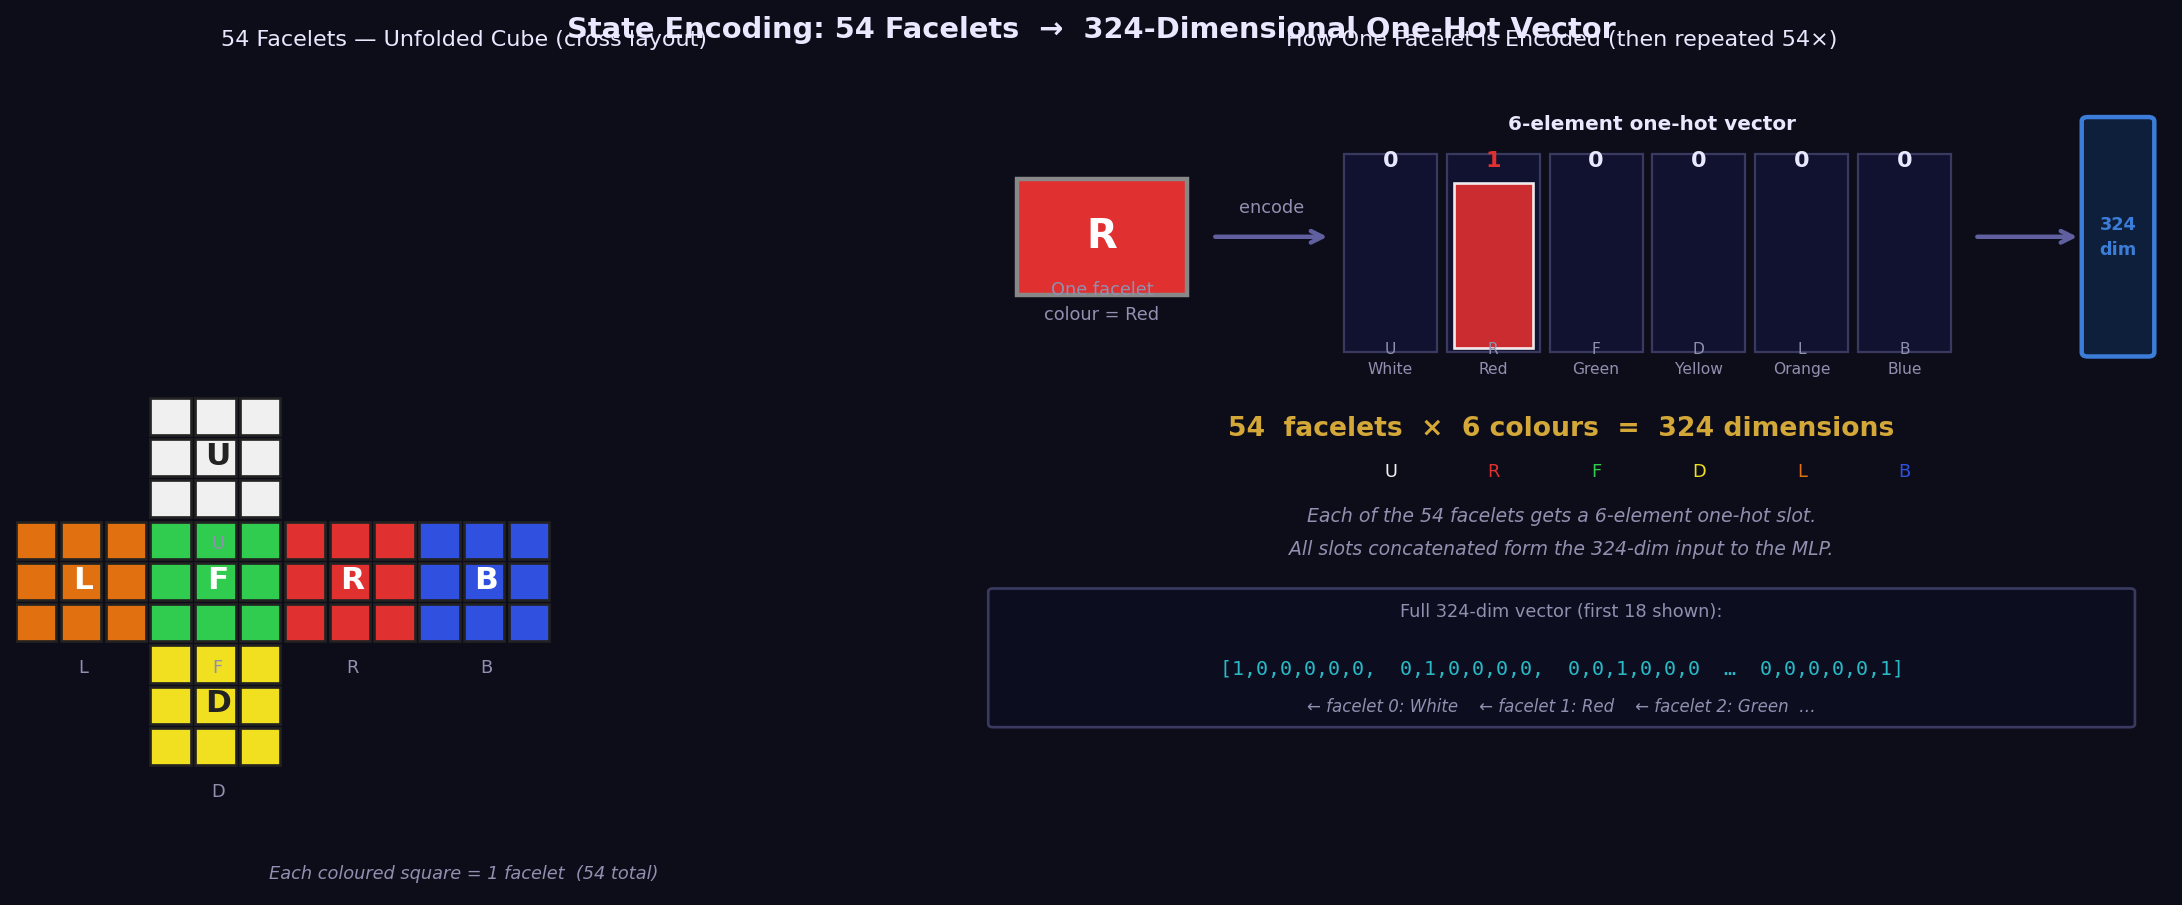 State Encoding: 54 Facelets → 324-Dimensional One-Hot Vector
54 Facelets — Unfolded Cube (cross layout)
U
U
L
F
R
B
L
F
R
B
D
D
Each coloured square = 1 facelet (54 total)
How One Facelet is Encoded (then repeated 54×)
6-element one-hot vector
R
One facelet
colour = Red
encode
0 1 0 0 0 0
U R F D L B
White Red Green Yellow Orange Blue
324
dim
54 facelets × 6 colours = 324 dimensions
U R F D L B
Each of the 54 facelets gets a 6-element one-hot slot.
All slots concatenated form the 324-dim input to the MLP.
Full 324-dim vector (first 18 shown):
[1,0,0,0,0,0, 0,1,0,0,0,0, 0,0,1,0,0,0 … 0,0,0,0,0,1]
← facelet 0: White ← facelet 1: Red ← facelet 2: Green …